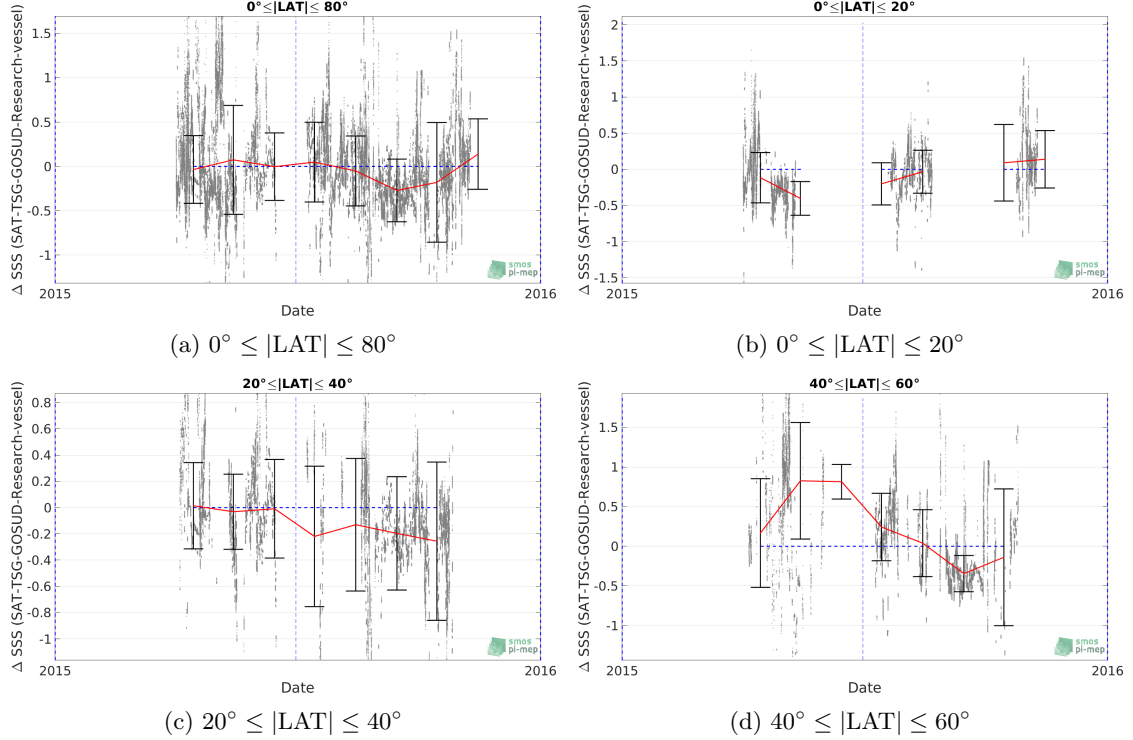 0°≤|LAT|≤ 80°
Δ SSS (SAT-TSG-GOSUD-Research-vessel)
1.5
1
0.5
0
-0.5
-1
smos
pi-mep
2015
2016
Date
(a) 0° ≤ |LAT| ≤ 80°
0°≤|LAT|≤ 20°
Δ SSS (SAT-TSG-GOSUD-Research-vessel)
2
1.5
1
0.5
0
-0.5
-1
-1.5
smos
pi-mep
2015
2016
Date
(b) 0° ≤ |LAT| ≤ 20°
20°≤|LAT|≤ 40°
Δ SSS (SAT-TSG-GOSUD-Research-vessel)
0.8
0.6
0.4
0.2
0
-0.2
-0.4
-0.6
-0.8
-1
smos
pi-mep
2015
2016
Date
(c) 20° ≤ |LAT| ≤ 40°
40°≤|LAT|≤ 60°
Δ SSS (SAT-TSG-GOSUD-Research-vessel)
1.5
1
0.5
0
-0.5
-1
smos
pi-mep
2015
2016
Date
(d) 40° ≤ |LAT| ≤ 60°